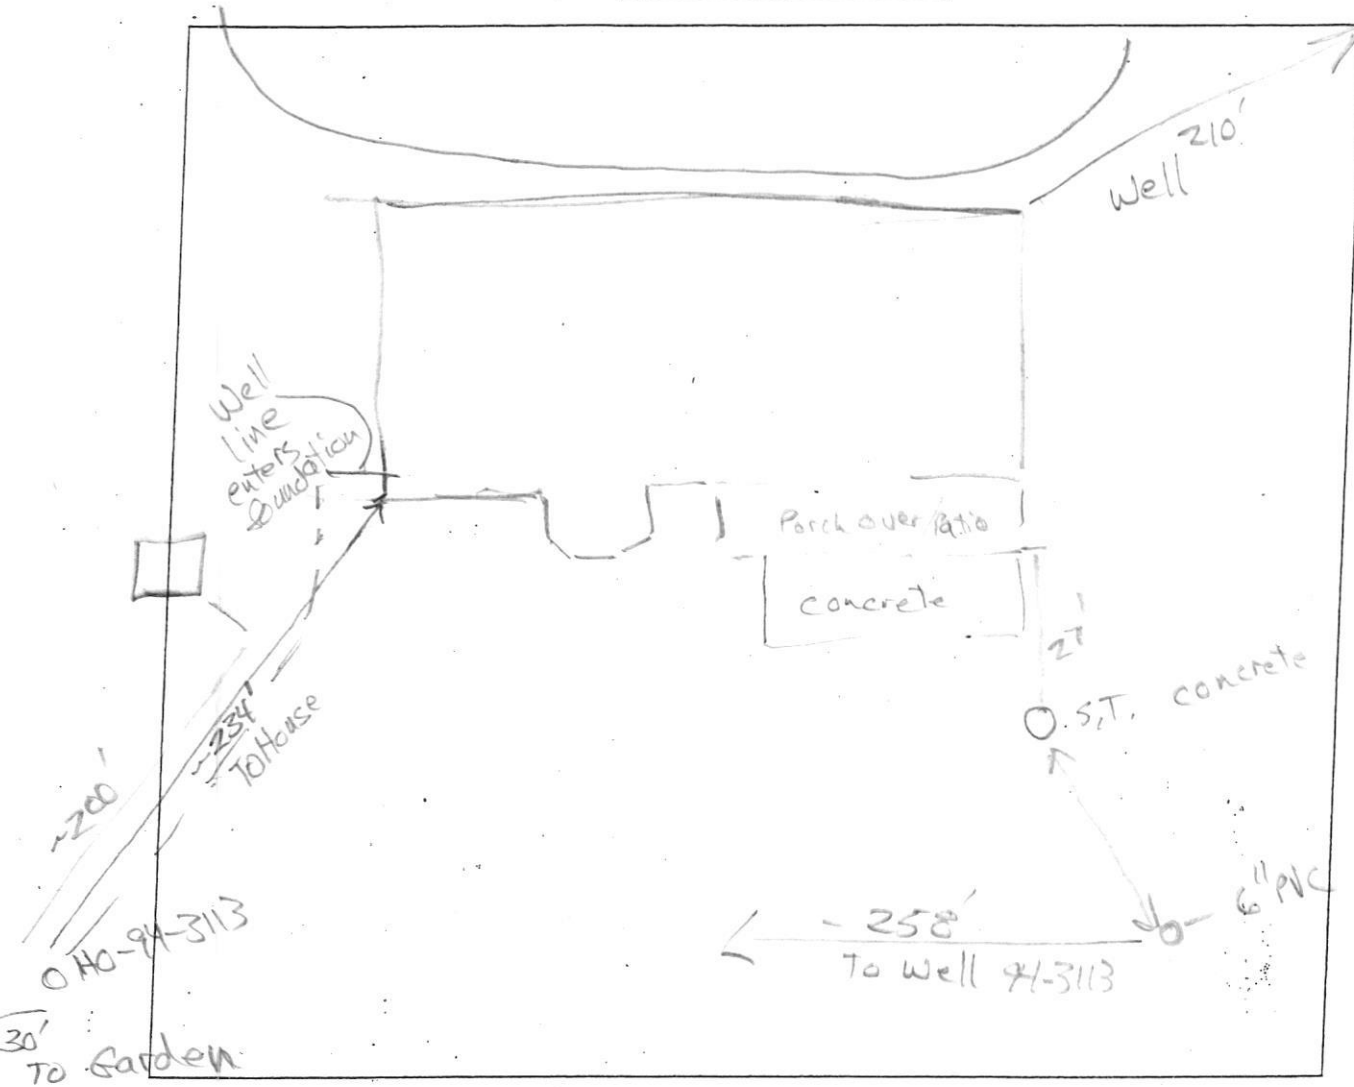 210'
Well
Well
line
enters
foundation
Porch over Patio
concrete
27'
S.T. concrete
~234'
To House
~200'
HO-94-3113
6" PVC
~258'
To Well 94-3113
30'
To Garden